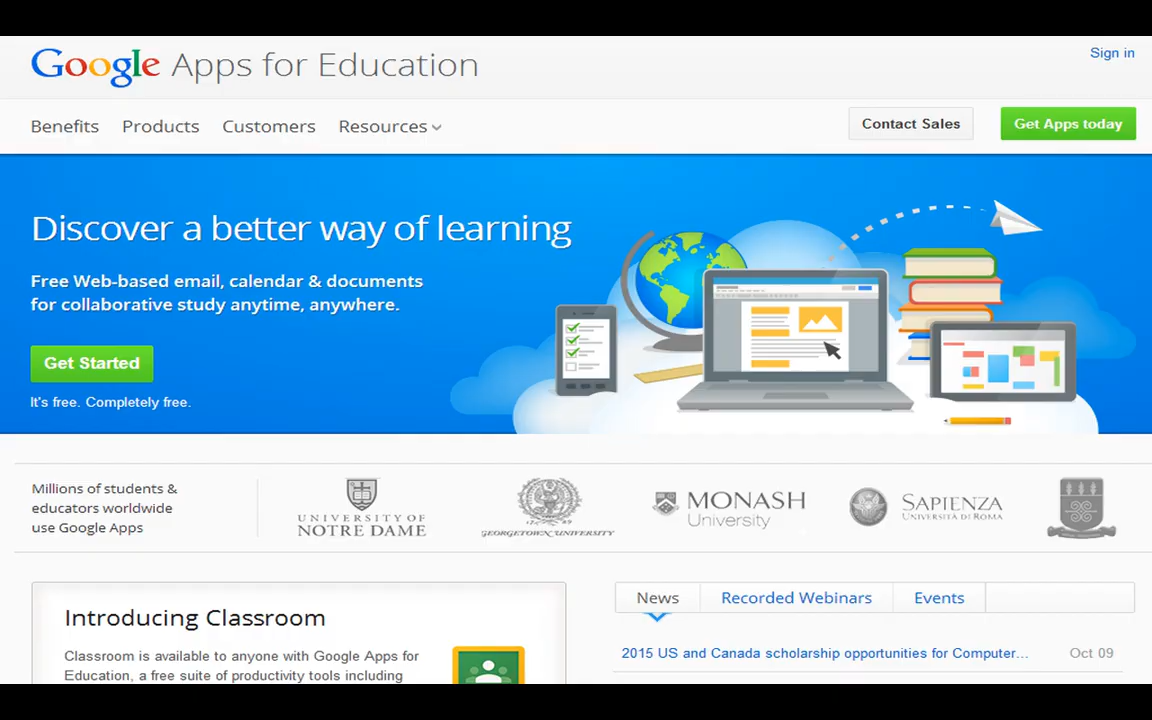 Google Apps for Education
Sign in
Benefits Products Customers Resources
Contact Sales
Get Apps today
Discover a better way of learning
Free Web-based email, calendar & documents
for collaborative study anytime, anywhere.
Get Started
It's free. Completely free.
Millions of students &
educators worldwide
use Google Apps
UNIVERSITY OF
NOTRE DAME
GEORGETOWN UNIVERSITY
MONASH
University
SAPIENZA
UNIVERSITÀ DI ROMA
Introducing Classroom
Classroom is available to anyone with Google Apps for
Education, a free suite of productivity tools including
News Recorded Webinars Events
2015 US and Canada scholarship opportunities for Computer... Oct 09